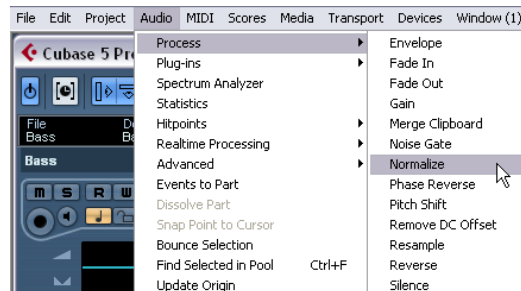 File Edit Project Audio MIDI Scores Media Transport Devices Window (1)
Cubase 5 Pr
File
Bass
Bass
M S R W
Process
Plug-ins
Spectrum Analyzer
Statistics
Hitpoints
Realtime Processing
Advanced
Events to Part
Dissolve Part
Snap Point to Cursor
Bounce Selection
Find Selected in Pool Ctrl+F
Update Origin
Envelope
Fade In
Fade Out
Gain
Merge Clipboard
Noise Gate
Normalize
Phase Reverse
Pitch Shift
Remove DC Offset
Resample
Reverse
Silence